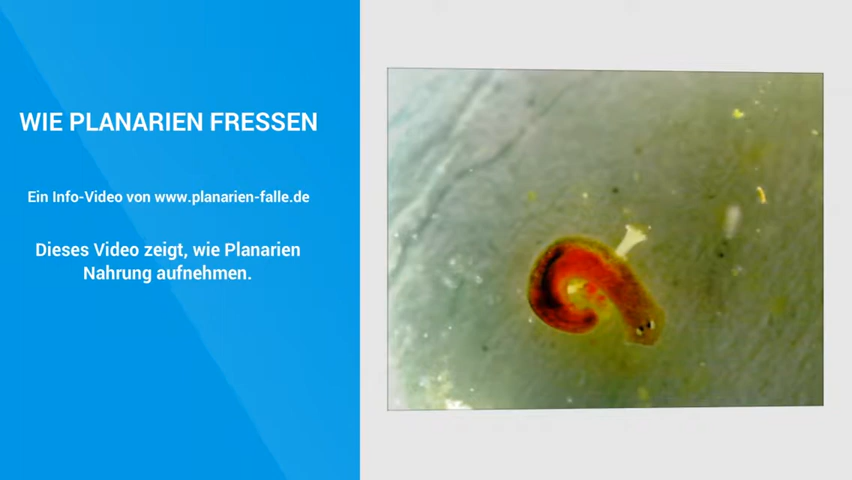 WIE PLANARIEN FRESSEN
Ein Info-Video von www.planarien-falle.de
Dieses Video zeigt, wie Planarien
Nahrung aufnehmen.